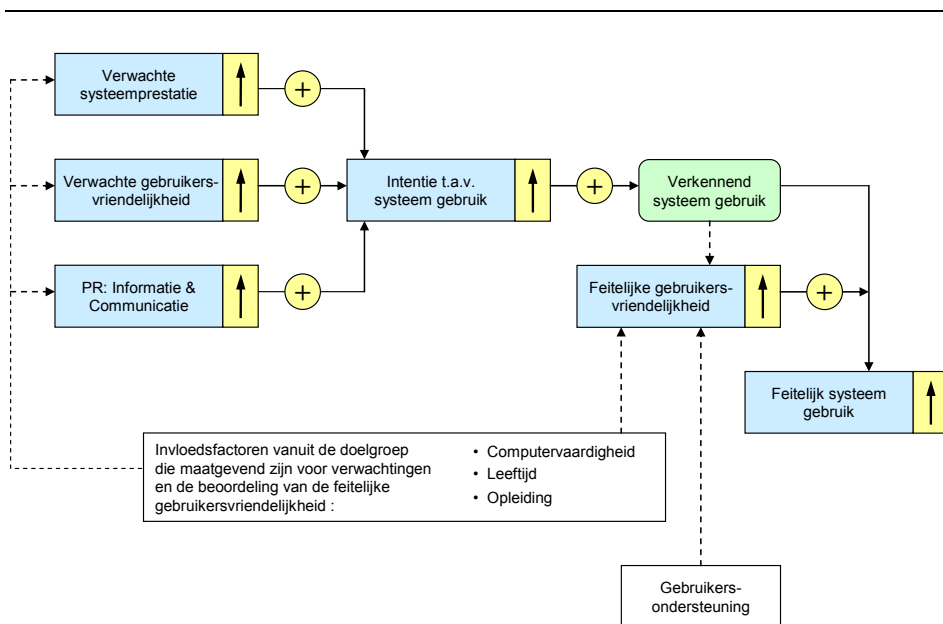 Verwachte
systeemprestatie
+
Verwachte gebruikers-
vriendelijkheid
+
Intentie t.a.v.
systeem gebruik
+
Verkennend
systeem gebruik
PR: Informatie &
Communicatie
+
Feitelijke gebruikers-
vriendelijkheid
+
Feitelijk systeem
gebruik
Invloedsfactoren vanuit de doelgroep
die maatgevend zijn voor verwachtingen
en de beoordeling van de feitelijke
gebruikersvriendelijkheid :
• Computervaardigheid
• Leeftijd
• Opleiding
Gebruikers-
ondersteuning